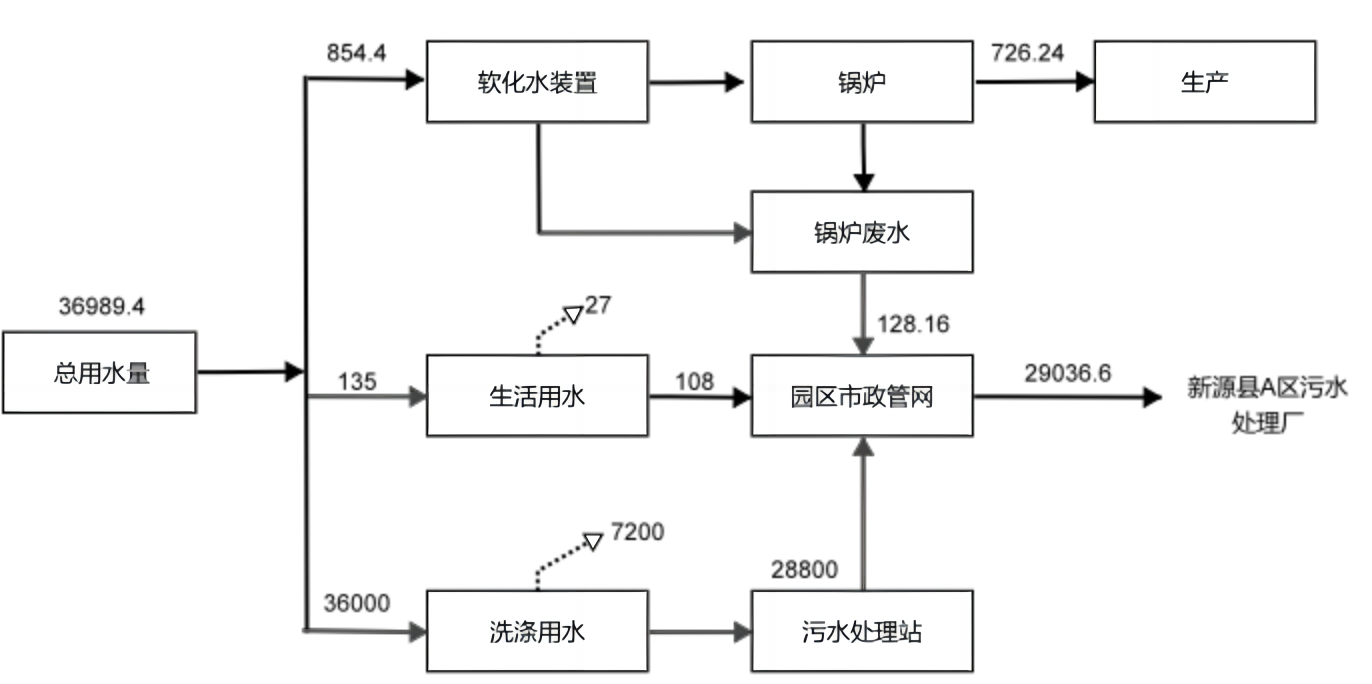 854.4
软化水装置
锅炉
726.24
生产
锅炉废水
128.16
36989.4
总用水量
27
135
生活用水
108
园区市政管网
29036.6
新源县A区污水
处理厂
7200
36000
洗涤用水
28800
污水处理站